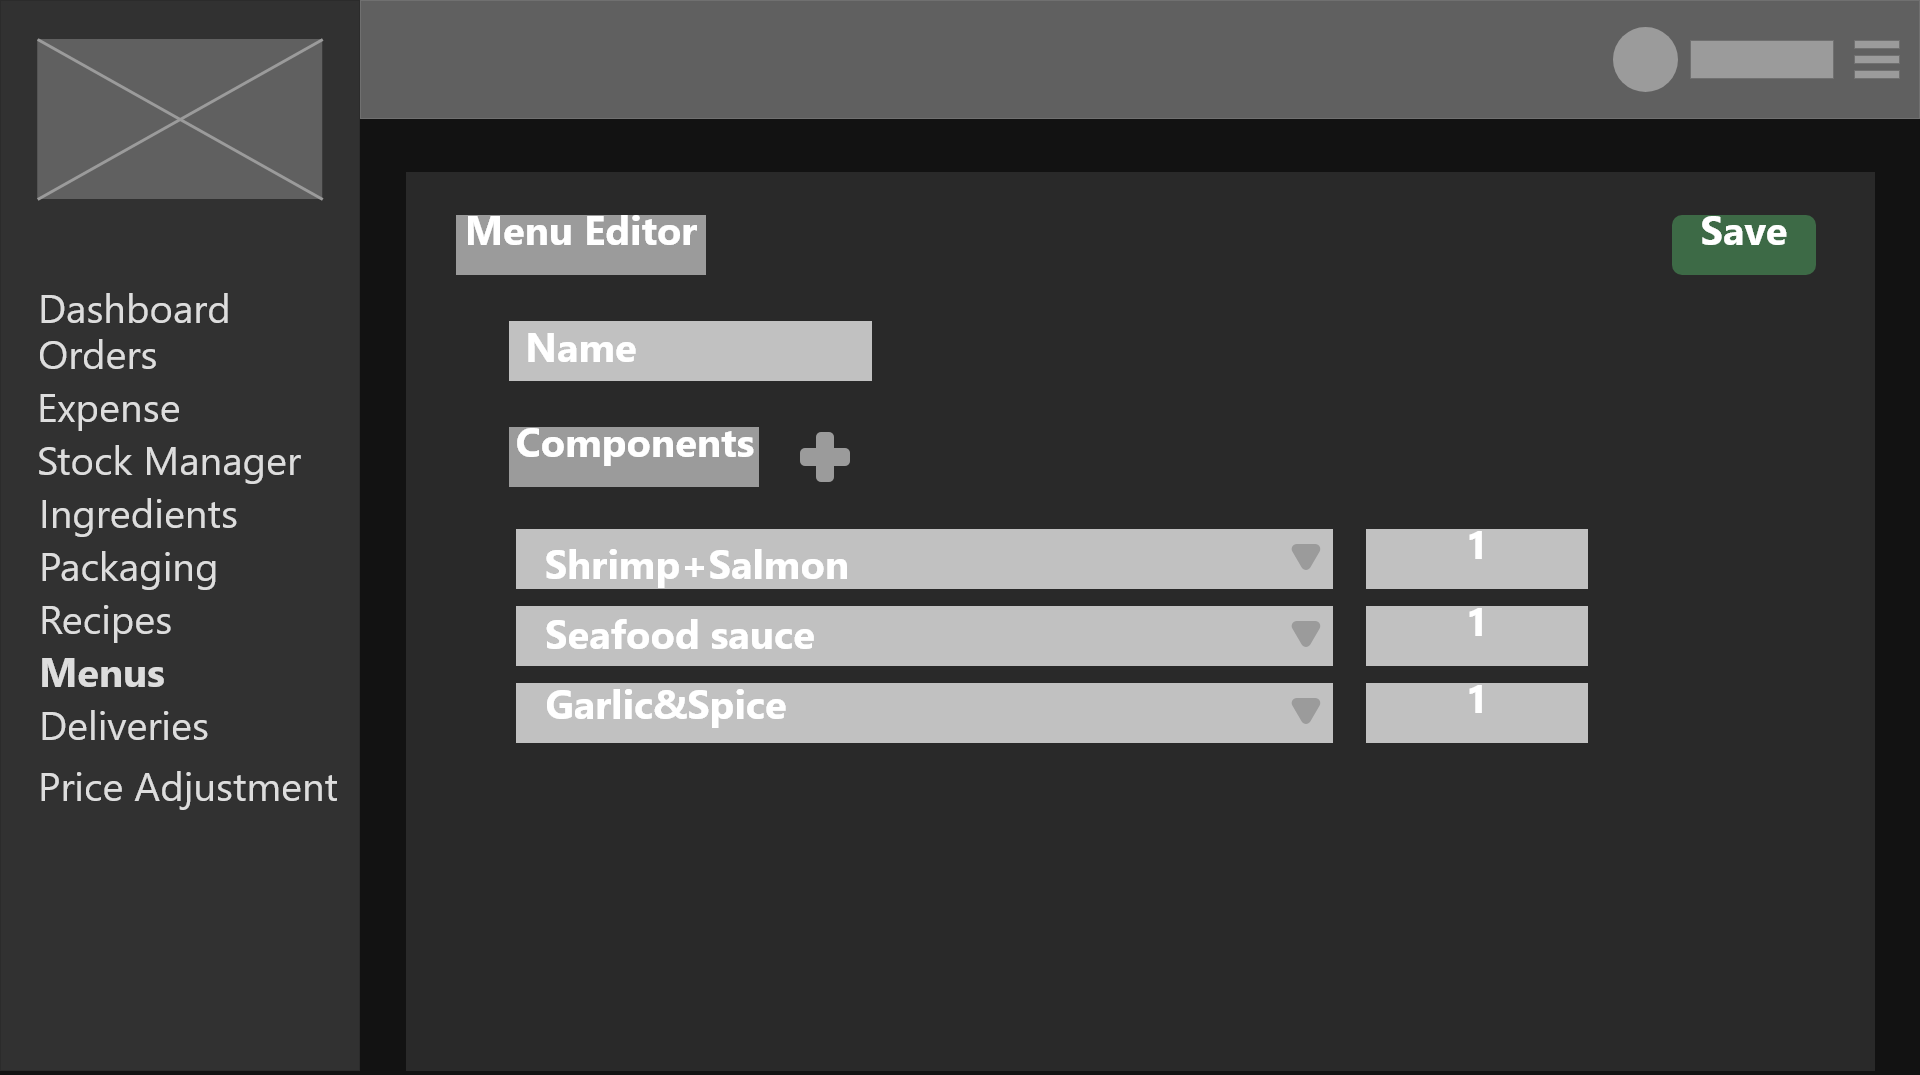 Dashboard
Orders
Expense
Stock Manager
Ingredients
Packaging
Recipes
Menus
Deliveries
Price Adjustment
Menu Editor
Save
Name
Components
Shrimp+Salmon
1
Seafood sauce
1
Garlic&Spice
1